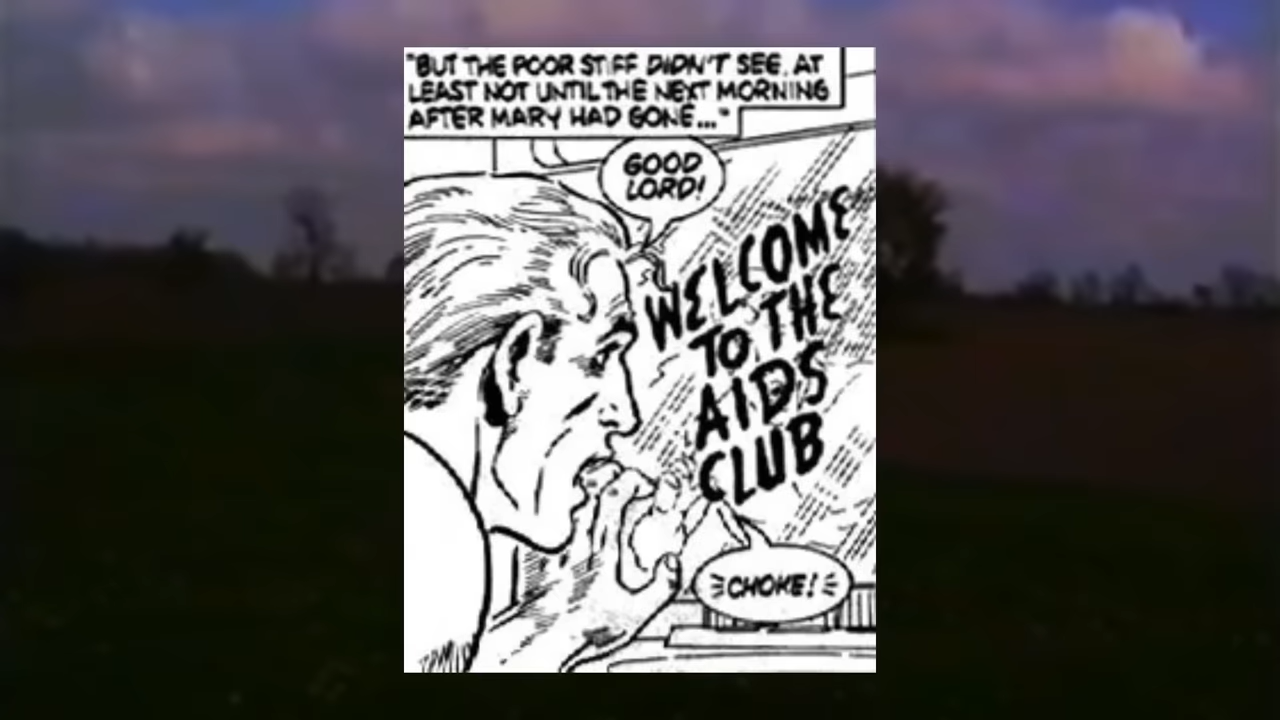 "BUT THE POOR STIFF DIDN'T SEE, AT
LEAST NOT UNTIL THE NEXT MORNING
AFTER MARY HAD GONE..."
GOOD
LORD!
WELCOME
TO THE
AIDS
CLUB
CHOKE!